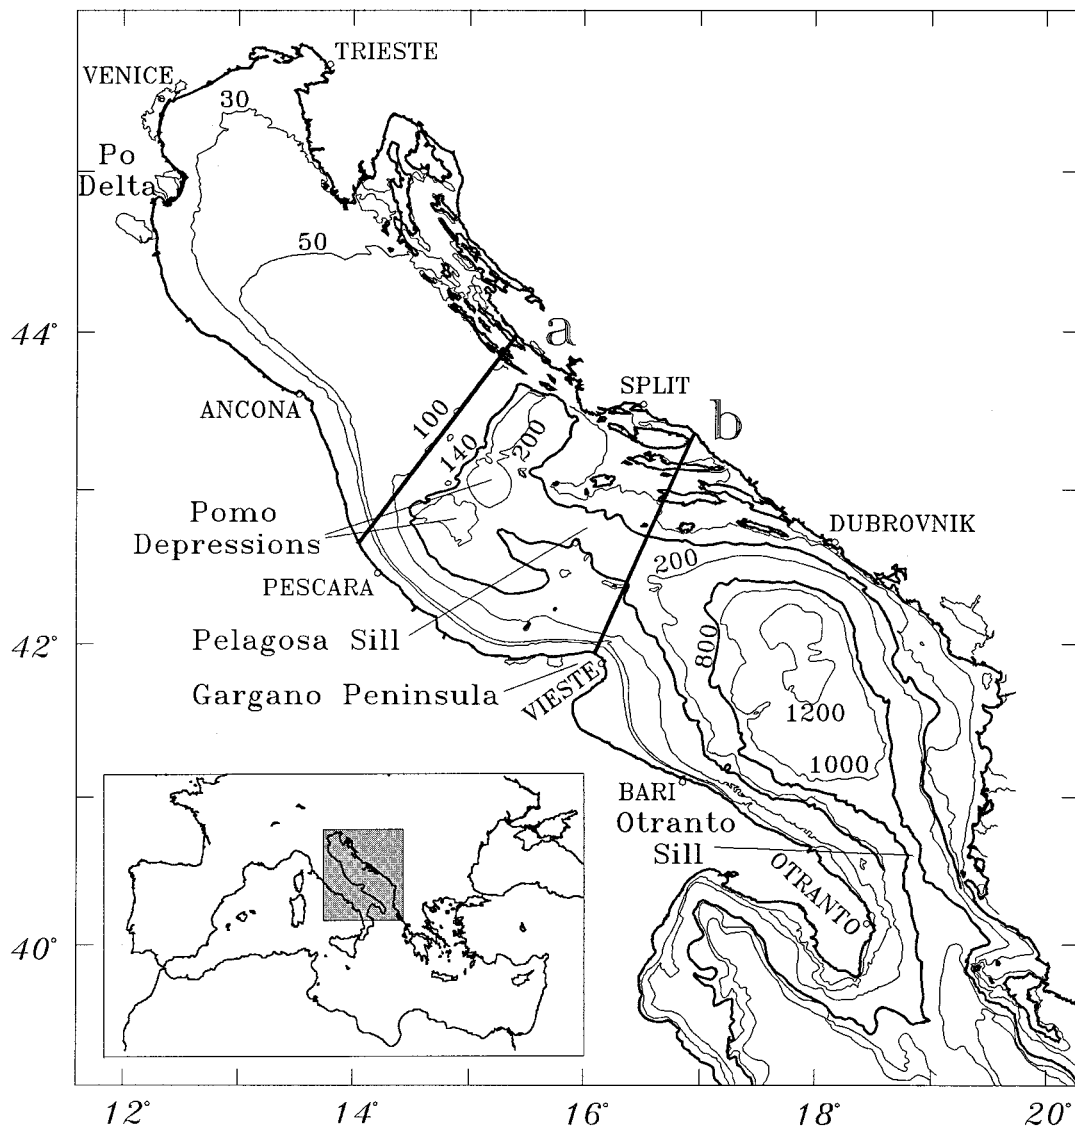 TRIESTE
VENICE
30
Po
Delta
50
44°
a
ANCONA
SPLIT
b
100
140
200
Pomo
Depressions
DUBROVNIK
200
PESCARA
Pelagosa Sill
42°
800
Gargano Peninsula
VIESTE
1200
1000
BARI
Otranto
Sill
OTRANTO
40°
12°
14°
16°
18°
20°